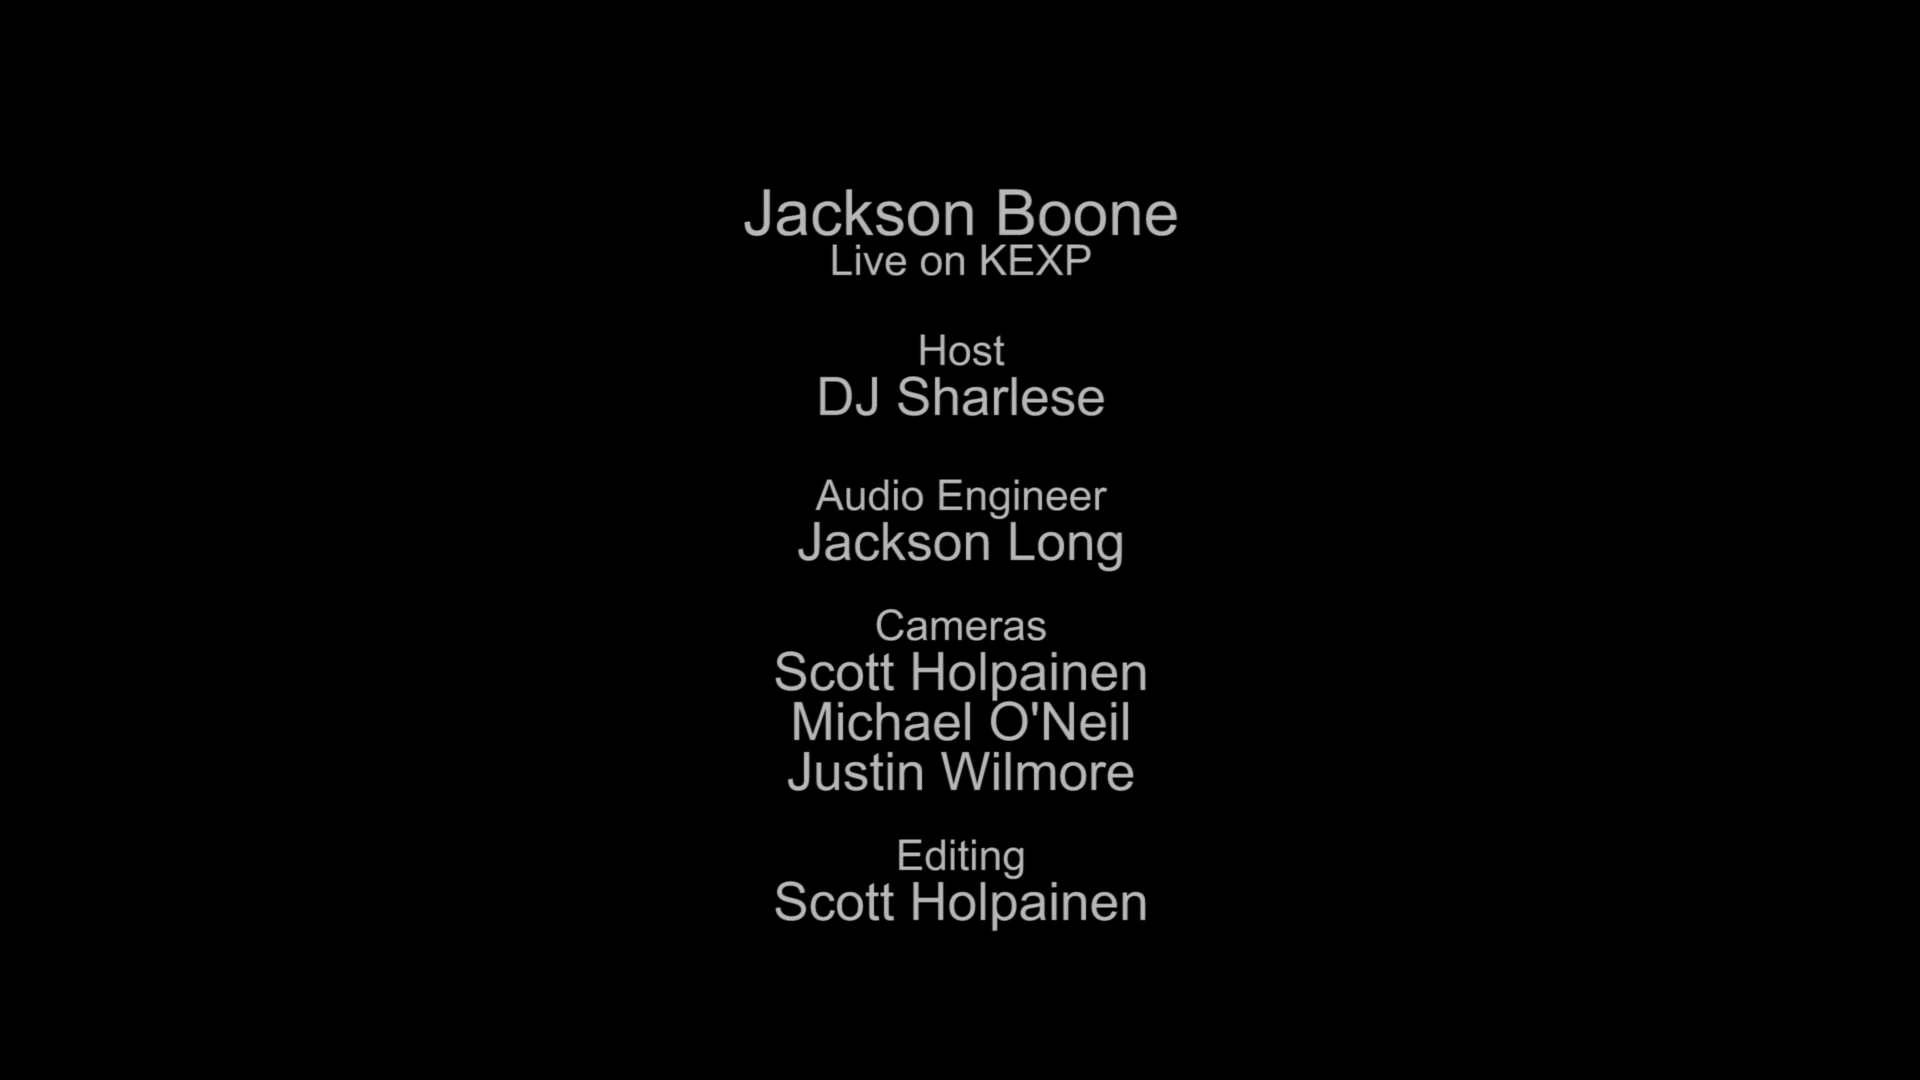 Jackson Boone
Live on KEXP
Host
DJ Sharlese
Audio Engineer
Jackson Long
Cameras
Scott Holpainen
Michael O'Neil
Justin Wilmore
Editing
Scott Holpainen